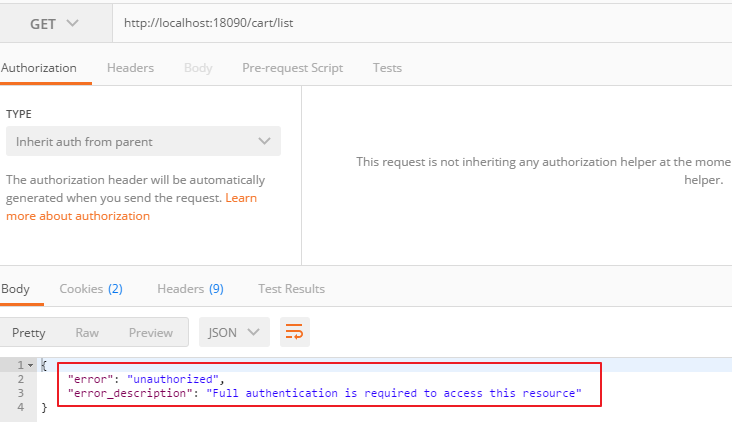 GET http://localhost:18090/cart/list
Authorization Headers Body Pre-request Script Tests
TYPE
Inherit auth from parent
The authorization header will be automatically
generated when you send the request. Learn
more about authorization
This request is not inheriting any authorization helper at the mome
helper.
Body Cookies (2) Headers (9) Test Results
Pretty Raw Preview JSON
1 {
2 "error": "unauthorized",
3 "error_description": "Full authentication is required to access this resource"
4 }